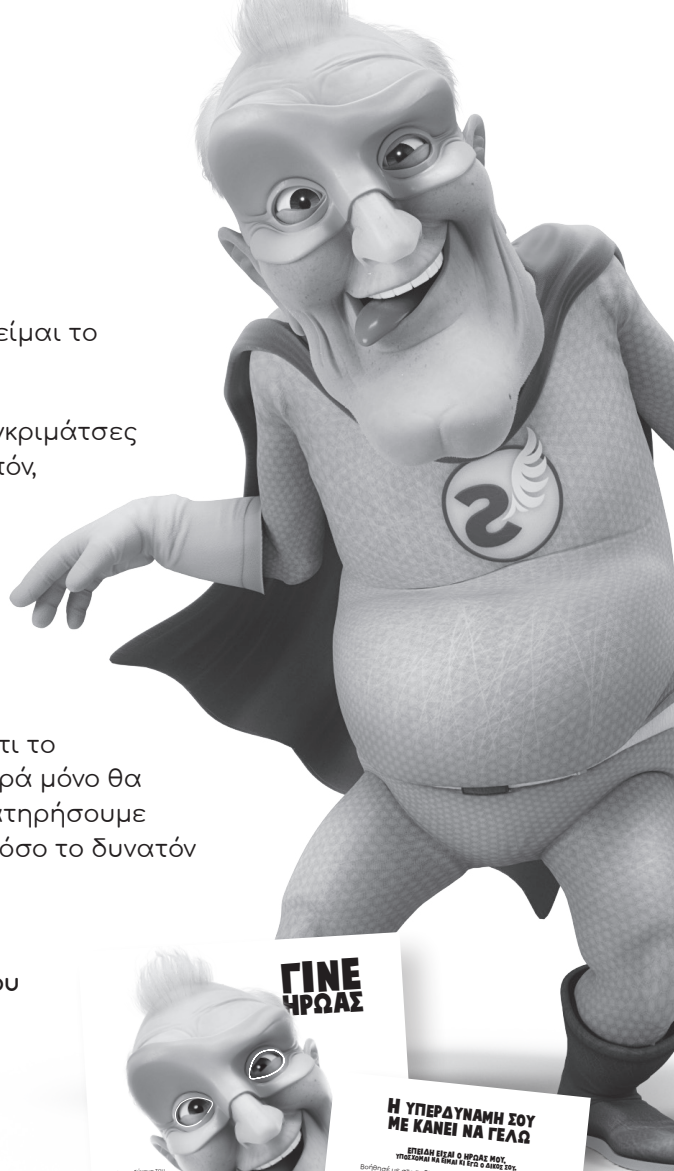 είμαι το
γκριμάτσες
τόν,
τι το
ρά μόνο θα
ατηρήσουμε
όσο το δυνατόν
ου
ΓΙΝΕ
ΗΡΩΑΣ
Η ΥΠΕΡΔΥΝΑΜΗ ΣΟΥ
ΜΕ ΚΑΝΕΙ ΝΑ ΓΕΛΩ
ΕΠΕΙΔΗ ΕΙΣΑΙ Ο ΗΡΩΑΣ ΜΟΥ,
ΥΠΟΣΧΟΜΑΙ ΝΑ ΕΙΜΑΙ ΚΙ ΕΓΩ Ο ΔΙΚΟΣ ΣΟΥ.